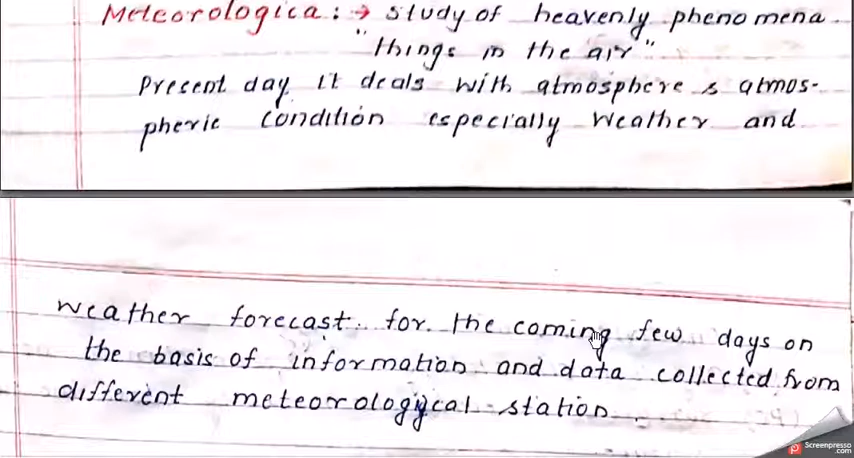 Meteorologica: → study of heavenly phenomena.
"things in the air"
Present day it deals with atmosphere & atmos-
pheric condition especially weather and
weather forecast for the coming few days on
the basis of information and data collected from
different meteorological station.
Screenpresso
.com